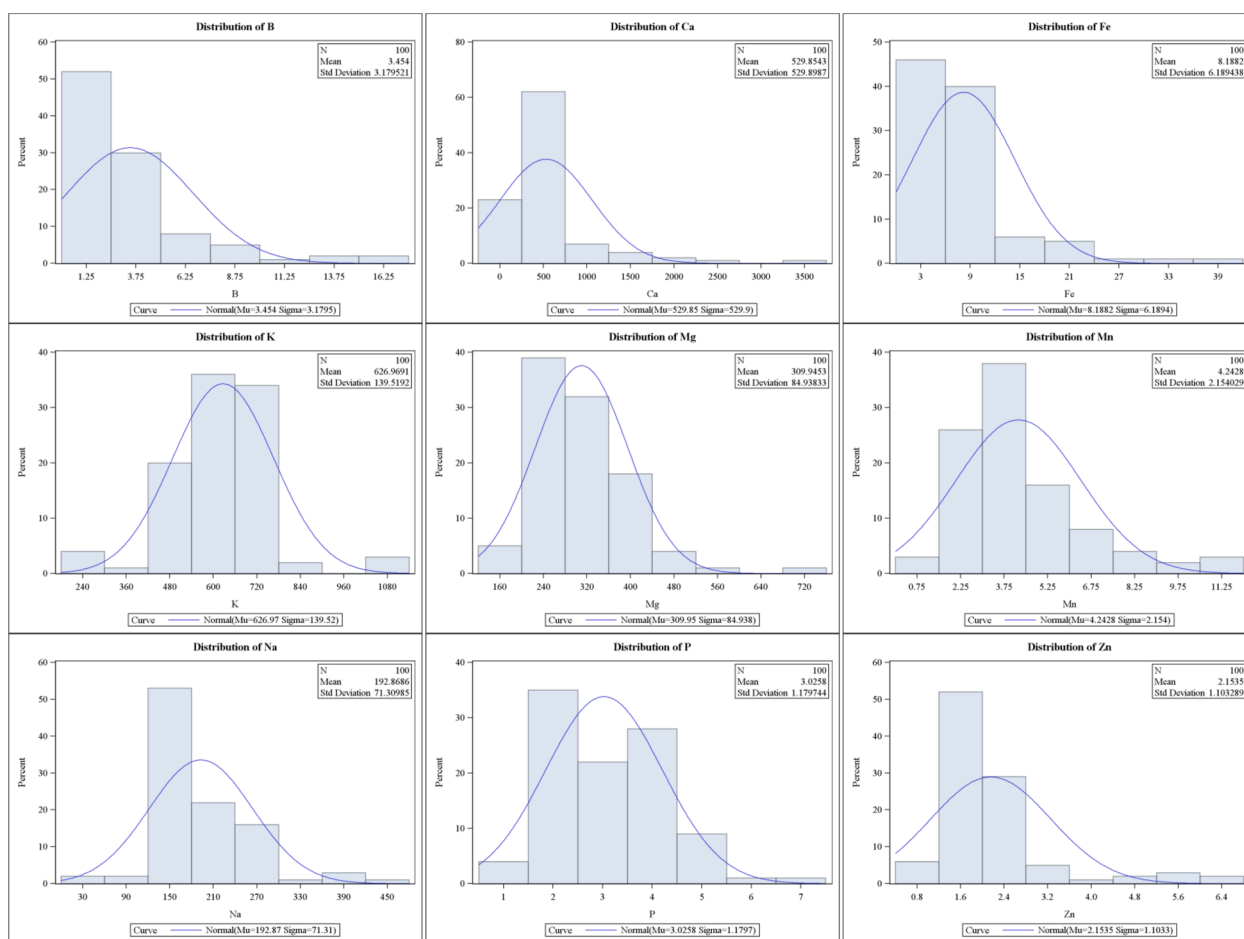 Distribution of B
N 100
Mean 3.454
Std Deviation 3.179521
60
50
40
30
20
10
0
Percent
1.25 3.75 6.25 8.75 11.25 13.75 16.25
B
Curve Normal(Mu=3.454 Sigma=3.1795)
Distribution of Ca
N 100
Mean 529.8543
Std Deviation 529.8987
80
60
40
20
0
Percent
0 500 1000 1500 2000 2500 3000 3500
Ca
Curve Normal(Mu=529.85 Sigma=529.9)
Distribution of Fe
N 100
Mean 8.1882
Std Deviation 6.189438
50
40
30
20
10
0
Percent
3 9 15 21 27 33 39
Fe
Curve Normal(Mu=8.1882 Sigma=6.1894)
Distribution of K
N 100
Mean 626.9691
Std Deviation 139.5192
40
30
20
10
0
Percent
240 360 480 600 720 840 960 1080
K
Curve Normal(Mu=626.97 Sigma=139.52)
Distribution of Mg
N 100
Mean 309.9453
Std Deviation 84.93833
40
30
20
10
0
Percent
160 240 320 400 480 560 640 720
Mg
Curve Normal(Mu=309.95 Sigma=84.938)
Distribution of Mn
N 100
Mean 4.2428
Std Deviation 2.154029
40
30
20
10
0
Percent
0.75 2.25 3.75 5.25 6.75 8.25 9.75 11.25
Mn
Curve Normal(Mu=4.2428 Sigma=2.154)
Distribution of Na
N 100
Mean 192.8686
Std Deviation 71.30985
60
50
40
30
20
10
0
Percent
30 90 150 210 270 330 390 450
Na
Curve Normal(Mu=192.87 Sigma=71.31)
Distribution of P
N 100
Mean 3.0258
Std Deviation 1.179744
40
30
20
10
0
Percent
1 2 3 4 5 6 7
P
Curve Normal(Mu=3.0258 Sigma=1.1797)
Distribution of Zn
N 100
Mean 2.1535
Std Deviation 1.103289
60
50
40
30
20
10
0
Percent
0.8 1.6 2.4 3.2 4.0 4.8 5.6 6.4
Zn
Curve Normal(Mu=2.1535 Sigma=1.1033)